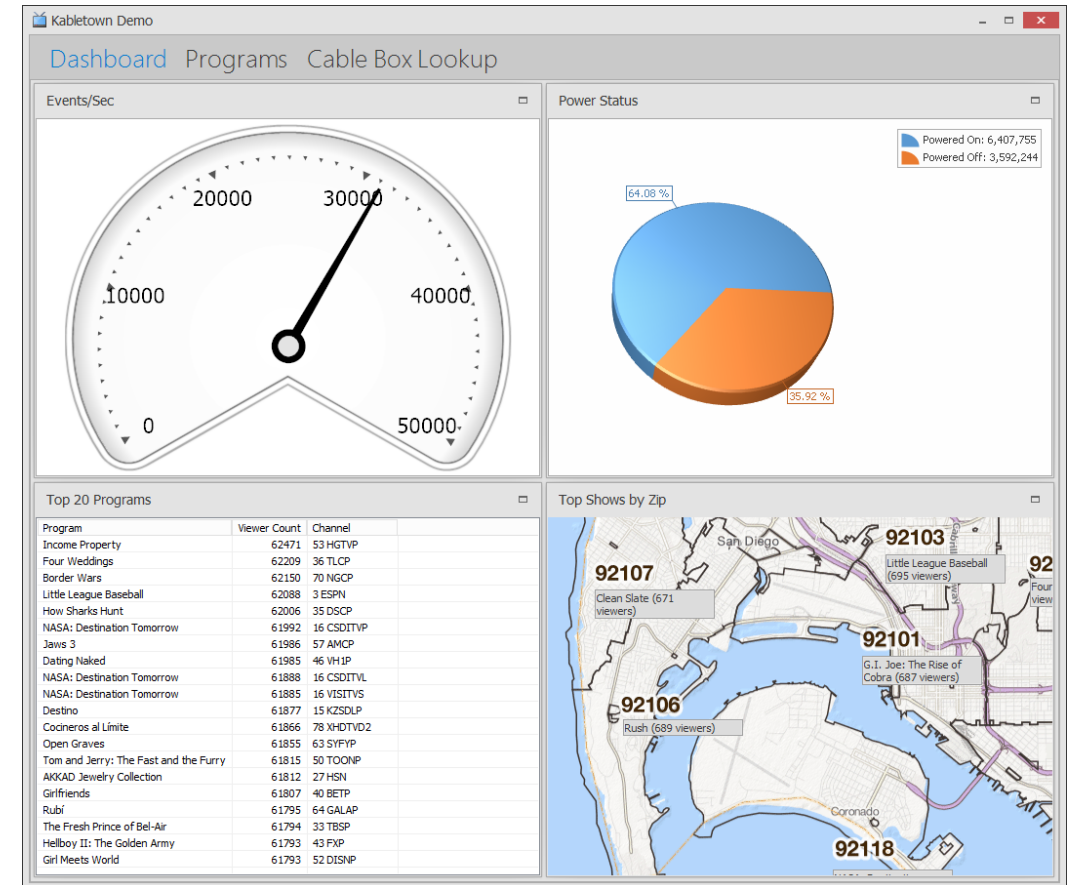 Kabletown Demo
Dashboard Programs Cable Box Lookup
Events/Sec
20000 30000
10000 40000
0 50000
Power Status
Powered On: 6,407,755
Powered Off: 3,592,244
64.08 %
35.92 %
Top 20 Programs
Program Viewer Count Channel
Income Property 62471 53 HGTVP
Four Weddings 62209 36 TLCP
Border Wars 62150 70 NGCP
Little League Baseball 62088 3 ESPN
How Sharks Hunt 62006 35 DSCP
NASA: Destination Tomorrow 61992 16 CSDITVP
Jaws 3 61986 57 AMCP
Dating Naked 61985 46 VH1P
NASA: Destination Tomorrow 61888 16 CSDITVL
NASA: Destination Tomorrow 61885 16 VISITVS
Destino 61877 15 KZSDLP
Cocineros al Límite 61866 78 XHDTVD2
Open Graves 61855 63 SYFYP
Tom and Jerry: The Fast and the Furry 61815 50 TOONP
AKKAD Jewelry Collection 61812 27 HSN
Girlfriends 61807 40 BETP
Rubí 61795 64 GALAP
The Fresh Prince of Bel-Air 61794 33 TBSP
Hellboy II: The Golden Army 61793 43 FXP
Girl Meets World 61793 52 DISNP
Top Shows by Zip
San Diego
92103
Little League Baseball
(695 viewers)
92
Four
view
92107
Clean Slate (671
viewers)
92101
G.I. Joe: The Rise of
Cobra (687 viewers)
92106
Rush (689 viewers)
Coronado
92118